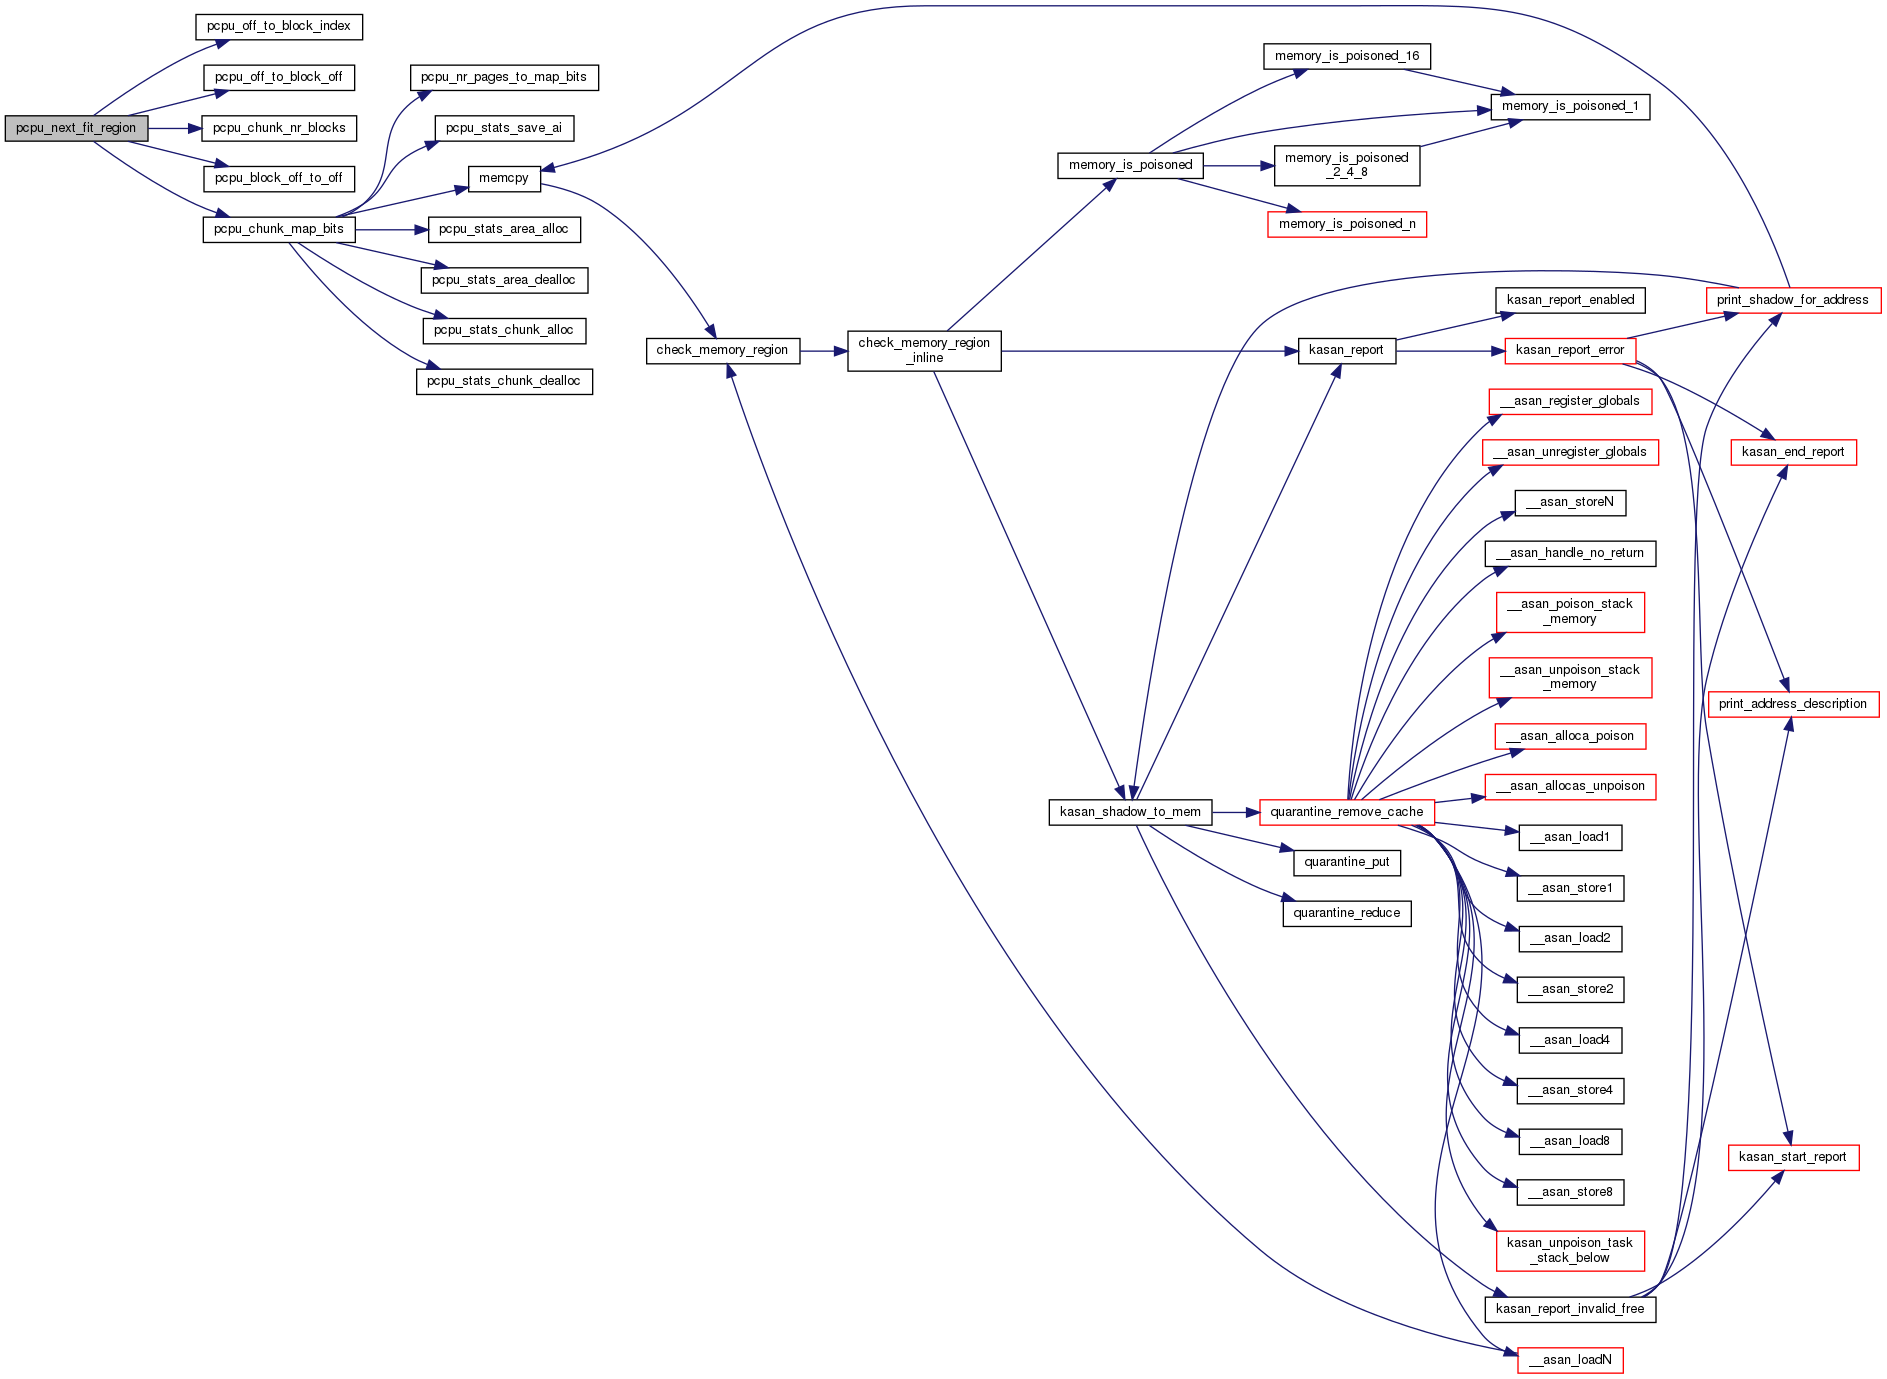 pcpu_next_fit_region
pcpu_off_to_block_index
pcpu_off_to_block_off
pcpu_chunk_nr_blocks
pcpu_block_off_to_off
pcpu_chunk_map_bits
pcpu_nr_pages_to_map_bits
pcpu_stats_save_ai
memcpy
pcpu_stats_area_alloc
pcpu_stats_area_dealloc
pcpu_stats_chunk_alloc
pcpu_stats_chunk_dealloc
check_memory_region
check_memory_region
_inline
memory_is_poisoned
kasan_shadow_to_mem
memory_is_poisoned_16
memory_is_poisoned
_2_4_8
memory_is_poisoned_n
kasan_report
quarantine_remove_cache
quarantine_put
quarantine_reduce
memory_is_poisoned_1
kasan_report_enabled
kasan_report_error
__asan_register_globals
__asan_unregister_globals
__asan_storeN
__asan_handle_no_return
__asan_poison_stack
_memory
__asan_unpoison_stack
_memory
__asan_alloca_poison
__asan_allocas_unpoison
__asan_load1
__asan_store1
__asan_load2
__asan_store2
__asan_load4
__asan_store4
__asan_load8
__asan_store8
kasan_unpoison_task
_stack_below
kasan_report_invalid_free
__asan_loadN
print_shadow_for_address
kasan_end_report
print_address_description
kasan_start_report